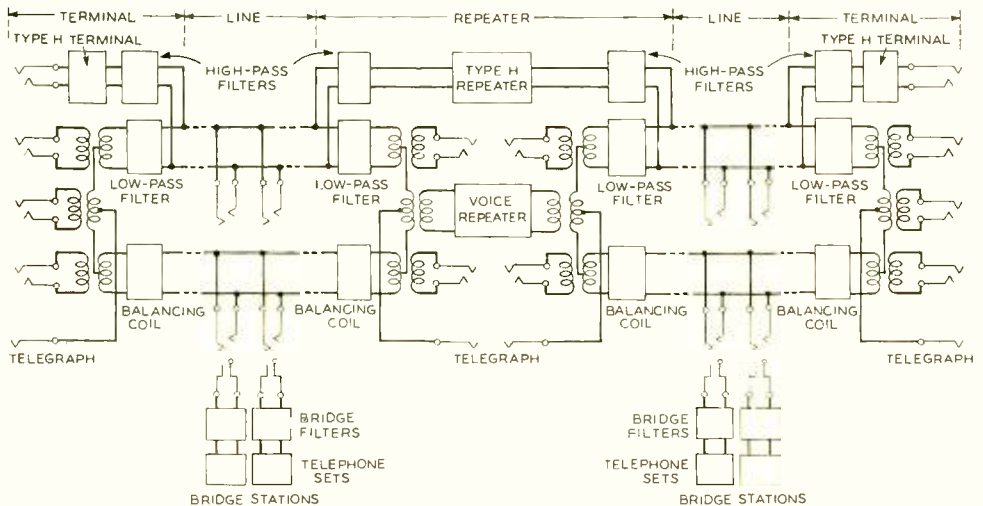 TERMINAL LINE REPEATER LINE TERMINAL
TYPE H TERMINAL
TYPE H TERMINAL
HIGH-PASS
FILTERS
TYPE H
REPEATER
HIGH-PASS
FILTERS
LOW-PASS
FILTER
LOW-PASS
FILTER
VOICE
REPEATER
LOW-PASS
FILTER
LOW-PASS
FILTER
BALANCING
COIL
BALANCING
COIL
BALANCING
COIL
BALANCING
COIL
TELEGRAPH
TELEGRAPH
TELEGRAPH
BRIDGE
FILTERS
BRIDGE
FILTERS
TELEPHONE
SETS
TELEPHONE
SETS
BRIDGE STATIONS
BRIDGE STATIONS